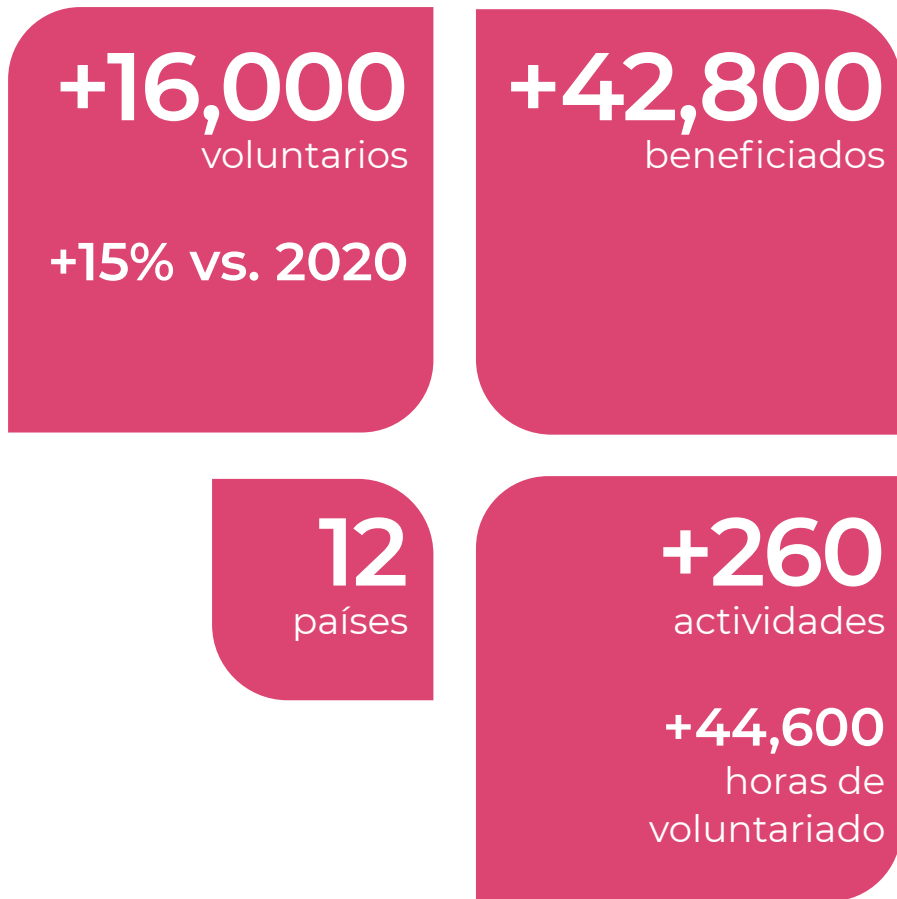 +16,000
voluntarios
+15% vs. 2020
+42,800
beneficiados
12
países
+260
actividades
+44,600
horas de
voluntariado